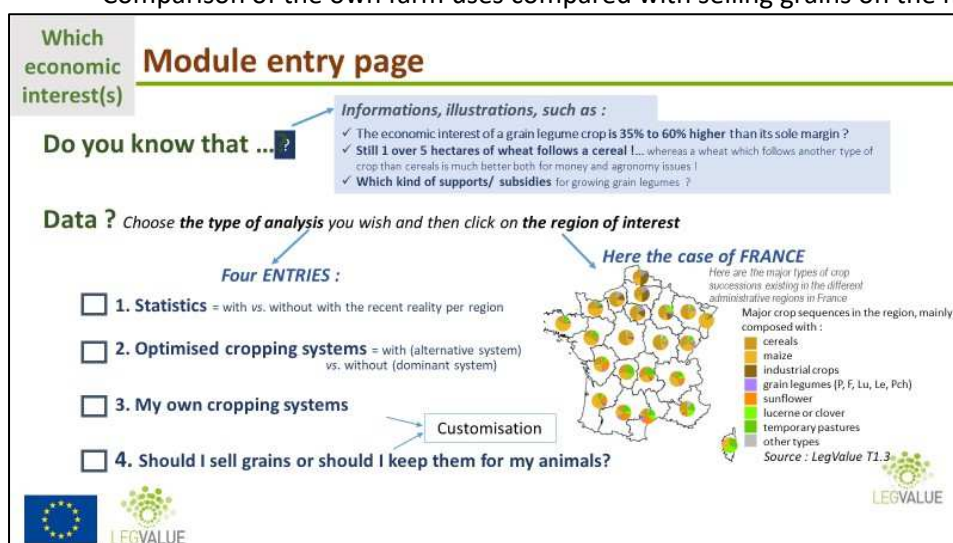 Comparison of the own farm uses compared with selling grains on the
Which
economic
interest(s)
Module entry page
Informations, illustrations, such as :
Do you know that ...?
✓ The economic interest of a grain legume crop is 35% to 60% higher than its sole margin ?
✓ Still 1 over 5 hectares of wheat follows a cereal !... whereas a wheat which follows another type of
crop than cereals is much better both for money and agronomy issues !
✓ Which kind of supports/ subsidies for growing grain legumes ?
Data ? Choose the type of analysis you wish and then click on the region of interest
Four ENTRIES :
1. Statistics = with vs. without with the recent reality per region
2. Optimised cropping systems = with (alternative system)
vs. without (dominant system)
3. My own cropping systems
Customisation
4. Should I sell grains or should I keep them for my animals?
Here the case of FRANCE
Here are the major types of crop
successions existing in the different
administrative regions in France
Major crop sequences in the region, mainly
composed with :
cereals
maize
industrial crops
grain legumes (P, F, Lu, Le, Pch)
sunflower
lucerne or clover
temporary pastures
other types
Source : LegValue T1.3
LEGVALUE
LEGVALUE